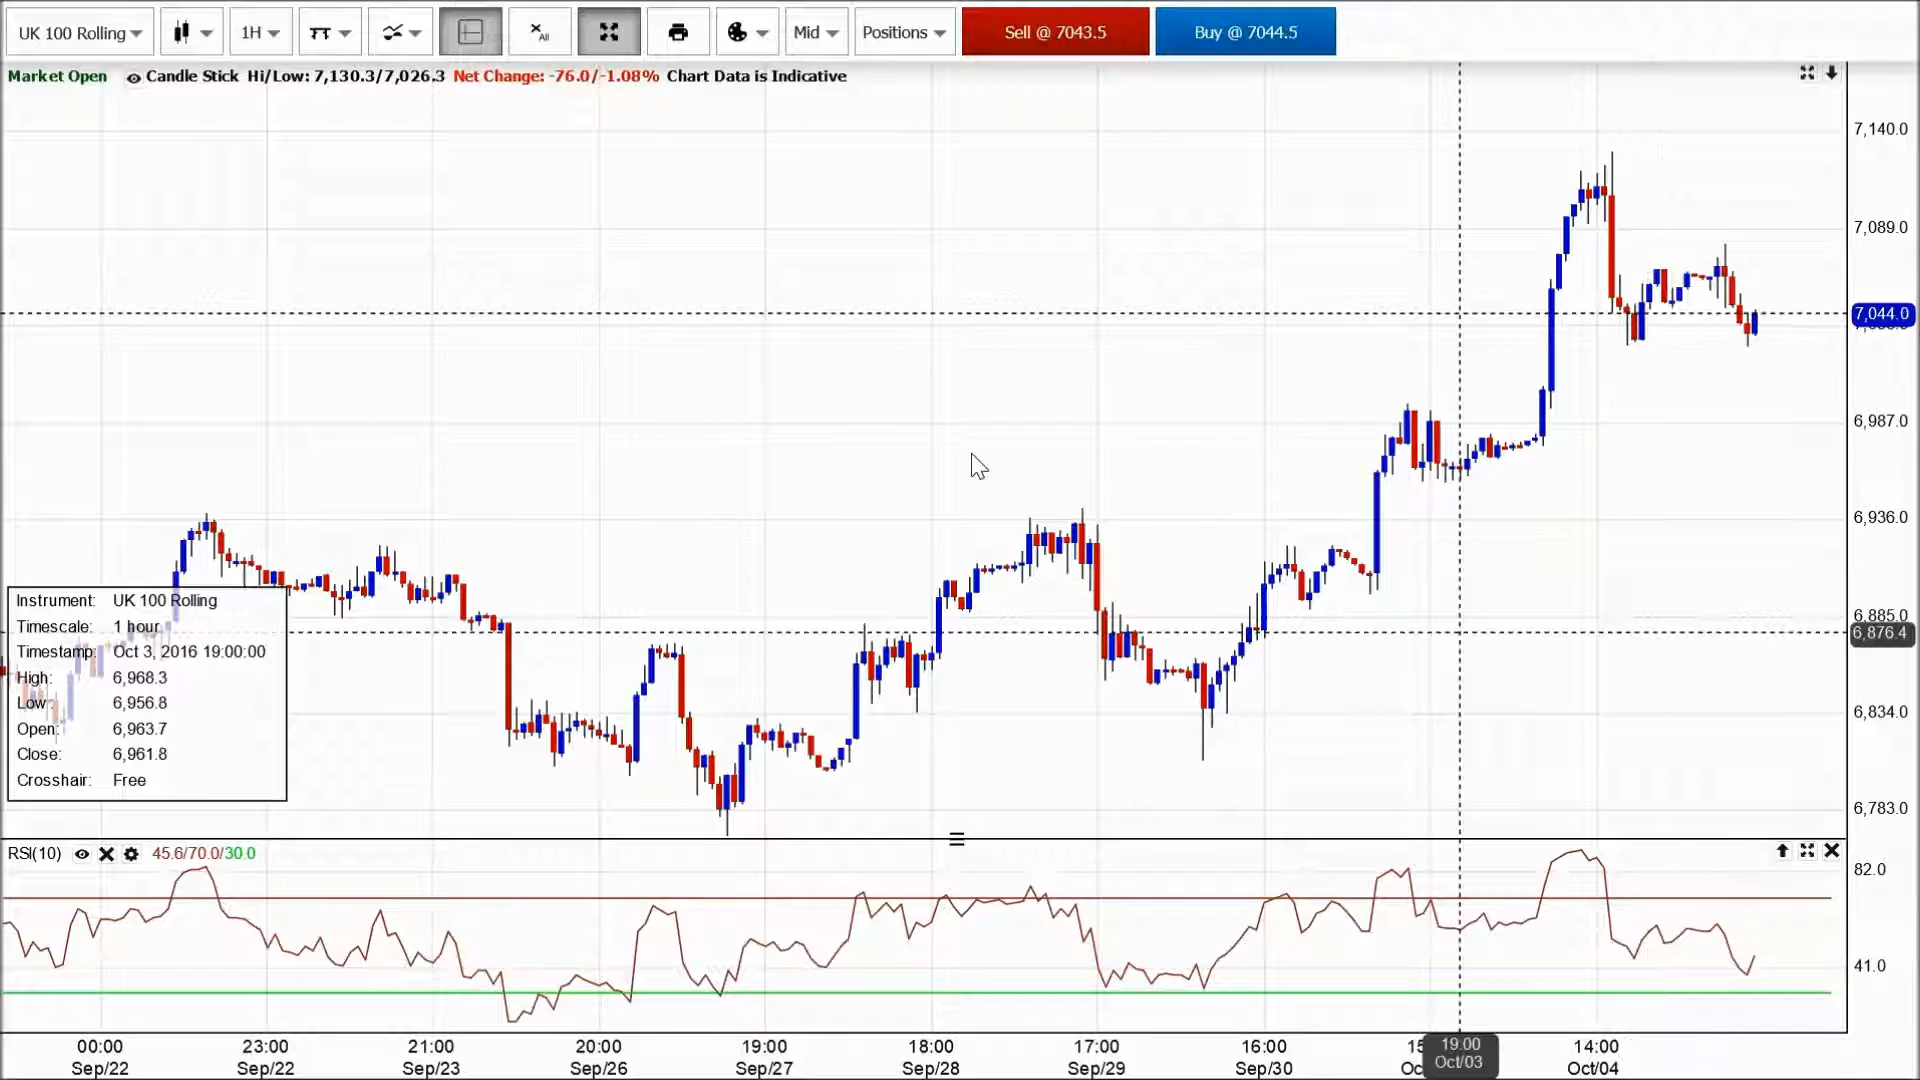 UK 100 Rolling 1H All Mid Positions Sell @ 7043.5 Buy @ 7044.5
Market Open Candle Stick Hi/Low: 7,130.3/7,026.3 Net Change: -76.0/-1.08% Chart Data is Indicative
7,140.0
7,089.0
7,044.0
6,987.0
6,936.0
6,885.0
6,876.4
6,834.0
6,783.0
Instrument: UK 100 Rolling
Timescale: 1 hour
Timestamp: Oct 3, 2016 19:00:00
High: 6,968.3
Low: 6,956.8
Open: 6,963.7
Close: 6,961.8
Crosshair: Free
RSI(10) 45.6/70.0/30.0
82.0
41.0
00:00 23:00 21:00 20:00 19:00 18:00 17:00 16:00 19:00 14:00
Sep/22 Sep/22 Sep/23 Sep/26 Sep/27 Sep/28 Sep/29 Sep/30 Oct/03 Oct/04